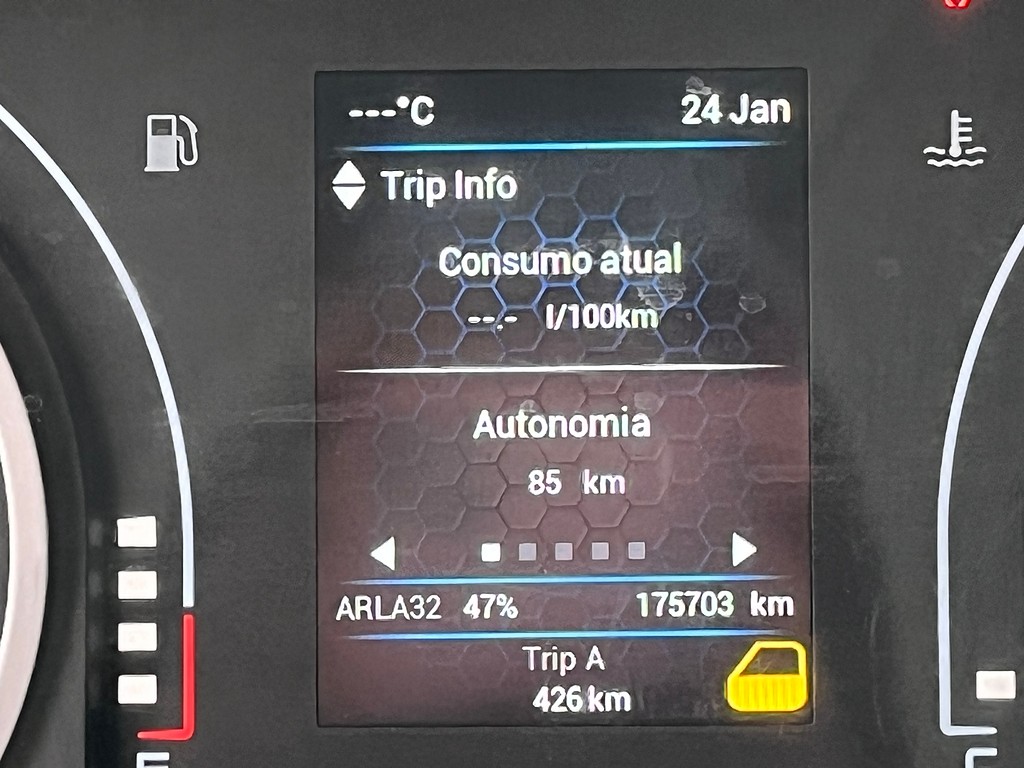 ---°C 24 Jan
Trip Info
Consumo atual
--.- l/100km
Autonomia
85 km
ARLA32 47% 175703 km
Trip A
426 km